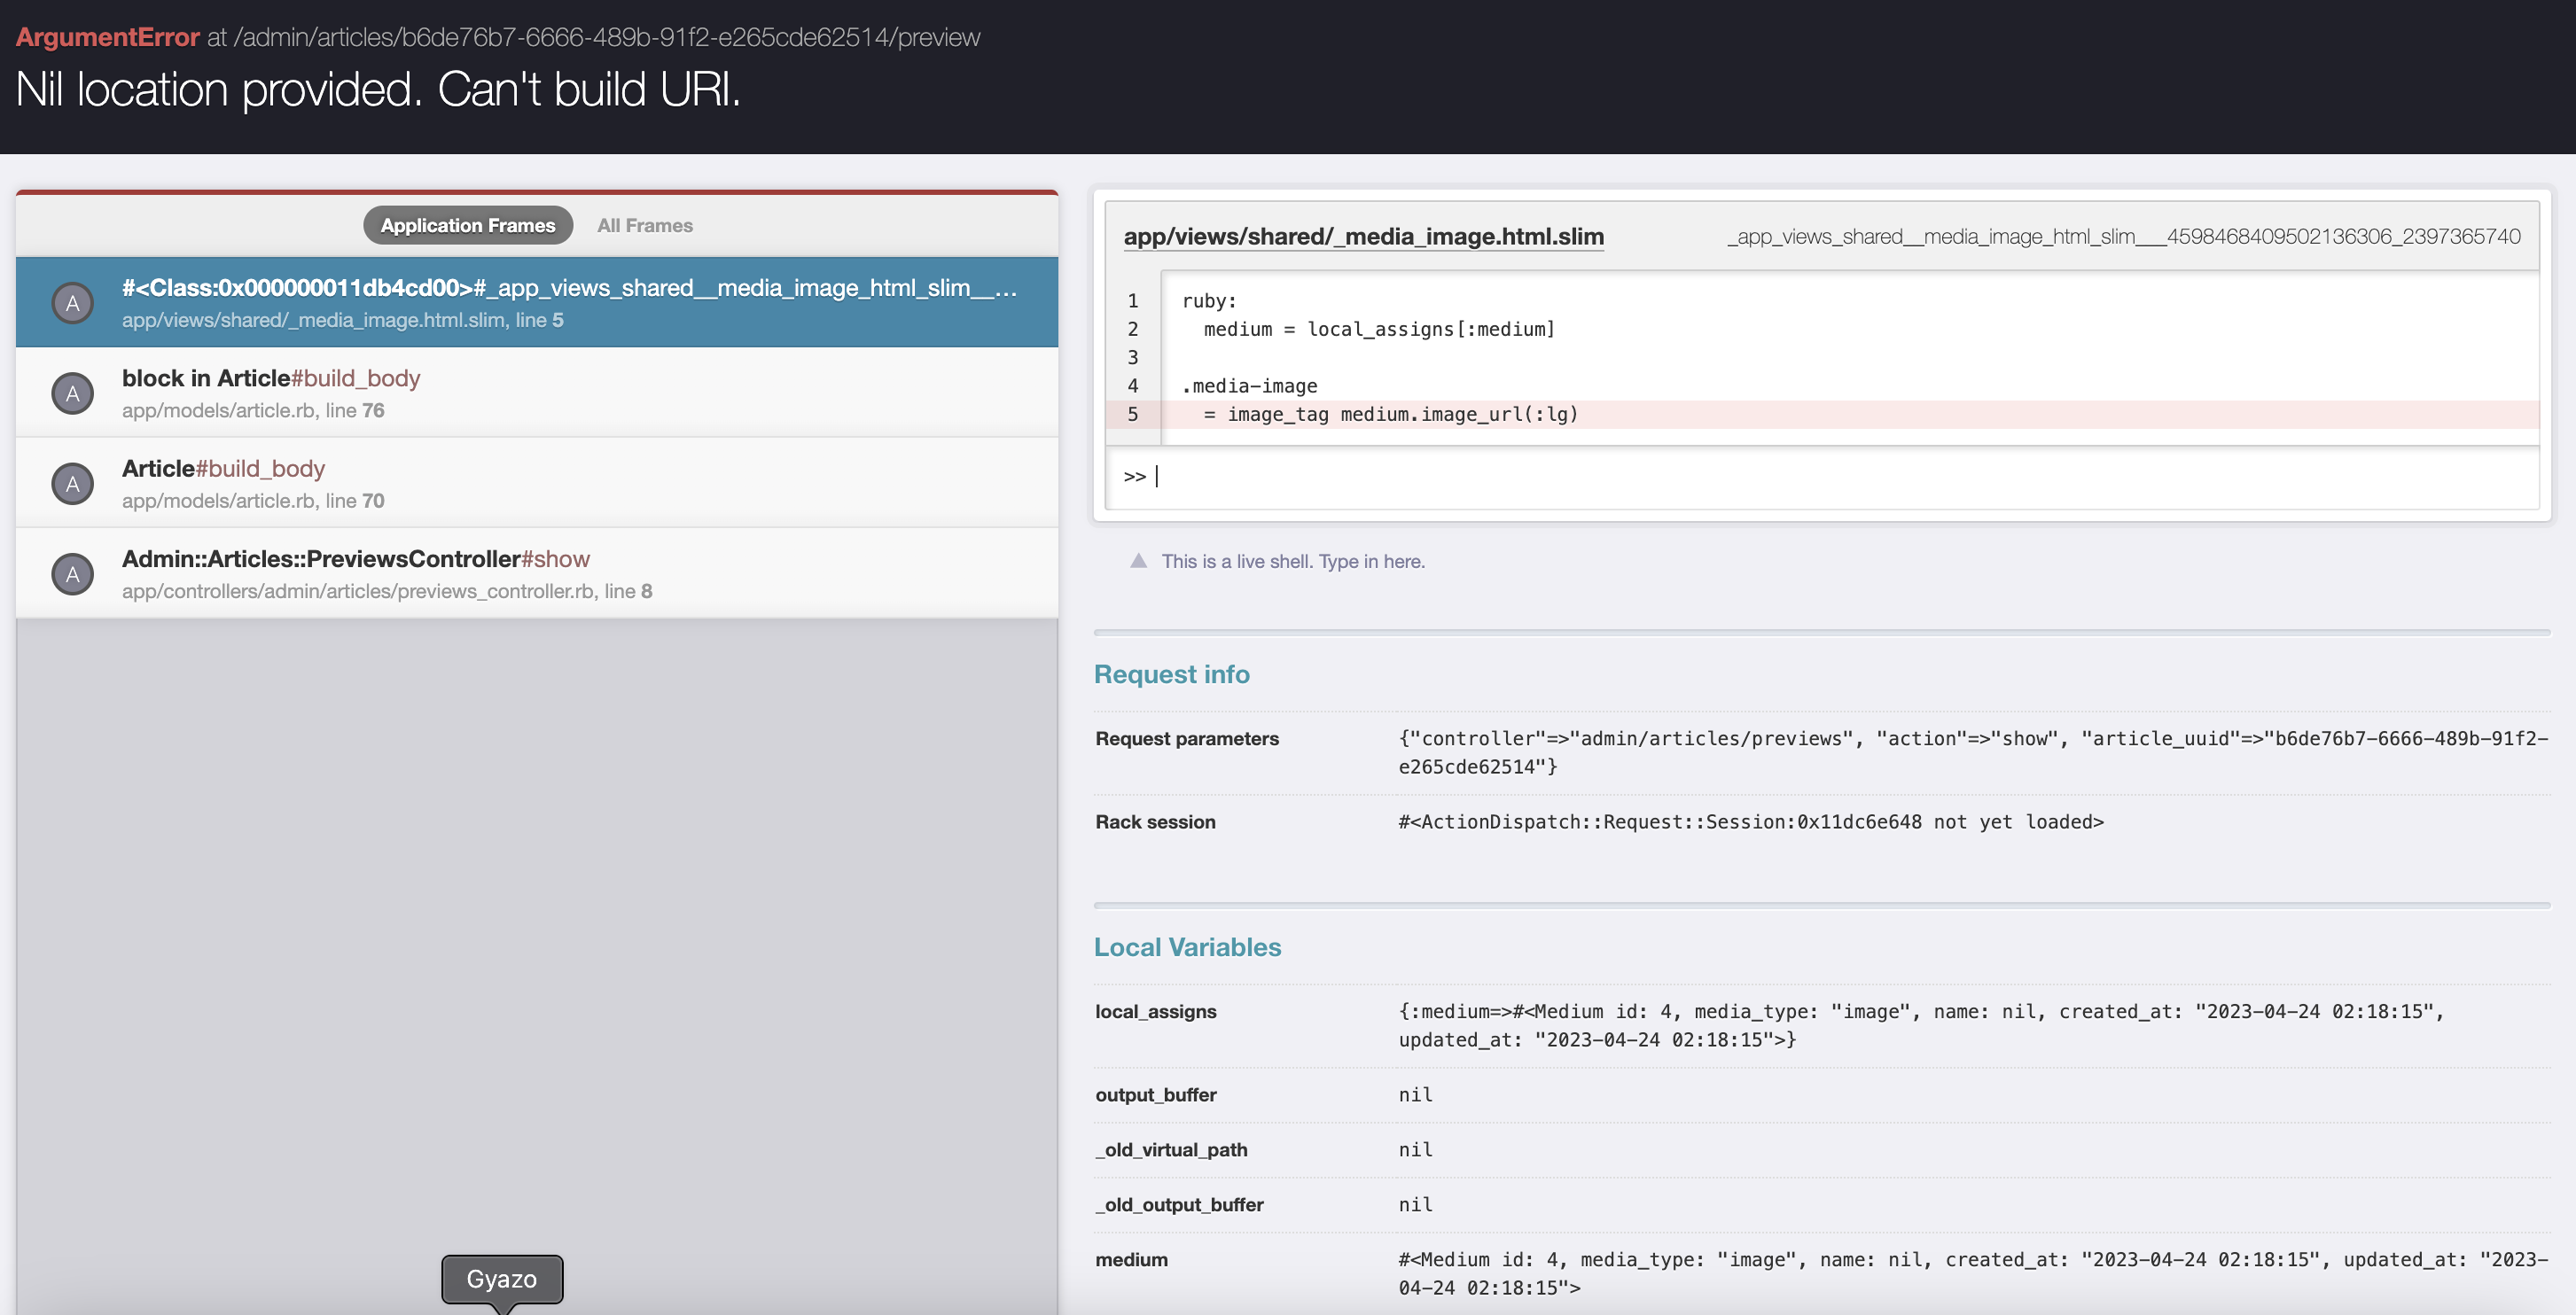 ArgumentError at /admin/articles/b6de76b7-6666-489b-91f2-e265cde62514/preview
Nil location provided. Can't build URI.
Application Frames All Frames
A
#<Class:0x000000011db4cd00>#_app_views_shared__media_image_html_slim__...
app/views/shared/_media_image.html.slim, line 5
A
block in Article#build_body
app/models/article.rb, line 76
A
Article#build_body
app/models/article.rb, line 70
A
Admin::Articles::PreviewsController#show
app/controllers/admin/articles/previews_controller.rb, line 8
Gyazo
app/views/shared/_media_image.html.slim _app_views_shared__media_image_html_slim___4598468409502136306_2397365740
1 ruby:
2 medium = local_assigns[:medium]
3
4 .media-image
5 = image_tag medium.image_url(:lg)
>>
This is a live shell. Type in here.
Request info
Request parameters {"controller"=>"admin/articles/previews", "action"=>"show", "article_uuid"=>"b6de76b7-6666-489b-91f2-
e265cde62514"}
Rack session #<ActionDispatch::Request::Session:0x11dc6e648 not yet loaded>
Local Variables
local_assigns {:medium=>#<Medium id: 4, media_type: "image", name: nil, created_at: "2023-04-24 02:18:15",
updated_at: "2023-04-24 02:18:15">}
output_buffer nil
_old_virtual_path nil
_old_output_buffer nil
medium #<Medium id: 4, media_type: "image", name: nil, created_at: "2023-04-24 02:18:15", updated_at: "2023-
04-24 02:18:15">